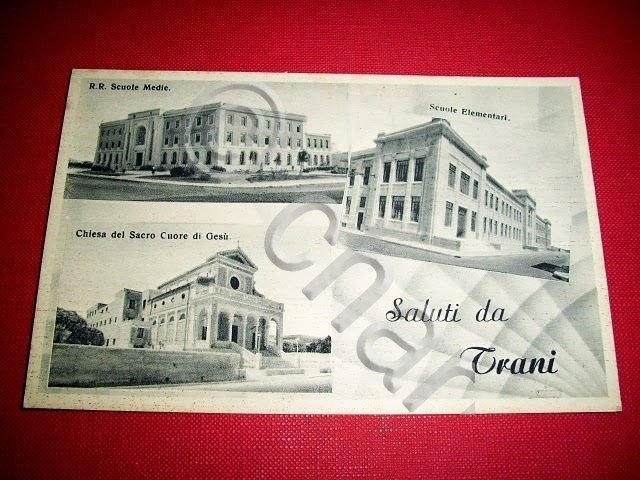 R.R. Scuole Medie.
Scuole Elementari.
Chiesa del Sacro Cuore di Gesù.
Saluti da
Trani